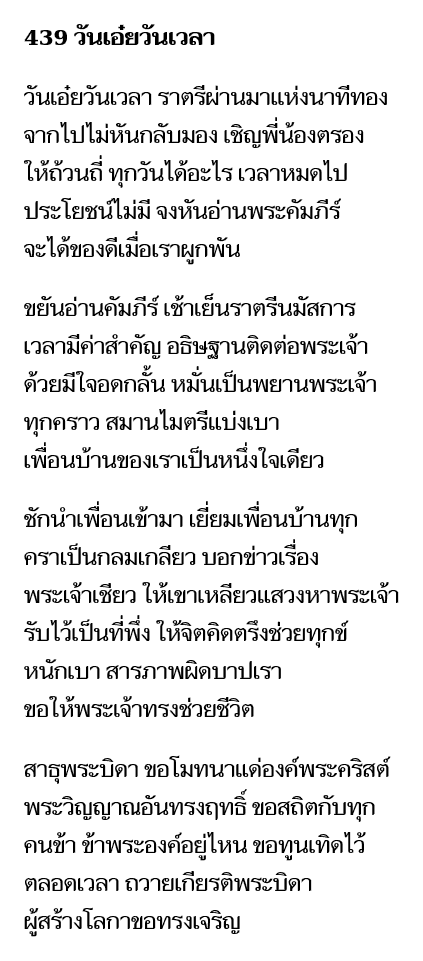 439 วันเอ๋ยวันเวลา
วันเอ๋ยวันเวลา ราตรีผ่านมาแห่งนาทีทอง
จากไปไม่หันกลับมอง เชิญพี่น้องตรอง
ให้ถ้วนถี่ ทุกวันได้อะไร เวลาหมดไป
ประโยชน์ไม่มี จงหันอ่านพระคัมภีร์
จะได้ของดีเมื่อเราผูกพัน
ขยันอ่านคัมภีร์ เช้าเย็นราตรีนมัสการ
เวลามีค่าสำคัญ อธิษฐานติดต่อพระเจ้า
ด้วยมีใจอดกลั้น หมั่นเป็นพยานพระเจ้า
ทุกคราว สมานไมตรีแบ่งเบา
เพื่อนบ้านของเราเป็นหนึ่งใจเดียว
ชักนำเพื่อนเข้ามา เยี่ยมเพื่อนบ้านทุก
คราเป็นกลมเกลียว บอกข่าวเรื่อง
พระเจ้าเชียว ให้เขาเหลียวแสวงหาพระเจ้า
รับไว้เป็นที่พึ่ง ให้จิตคิดตรึงช่วยทุกข์
หนักเบา สารภาพผิดบาปเรา
ขอให้พระเจ้าทรงช่วยชีวิต
สาธุพระบิดา ขอโมทนาแด่องค์พระคริสต์
พระวิญญาณอันทรงฤทธิ์ ขอสถิตกับทุก
คนข้า ข้าพระองค์อยู่ไหน ขอทูนเทิดไว้
ตลอดเวลา ถวายเกียรติพระบิดา
ผู้สร้างโลกาขอทรงเจริญ